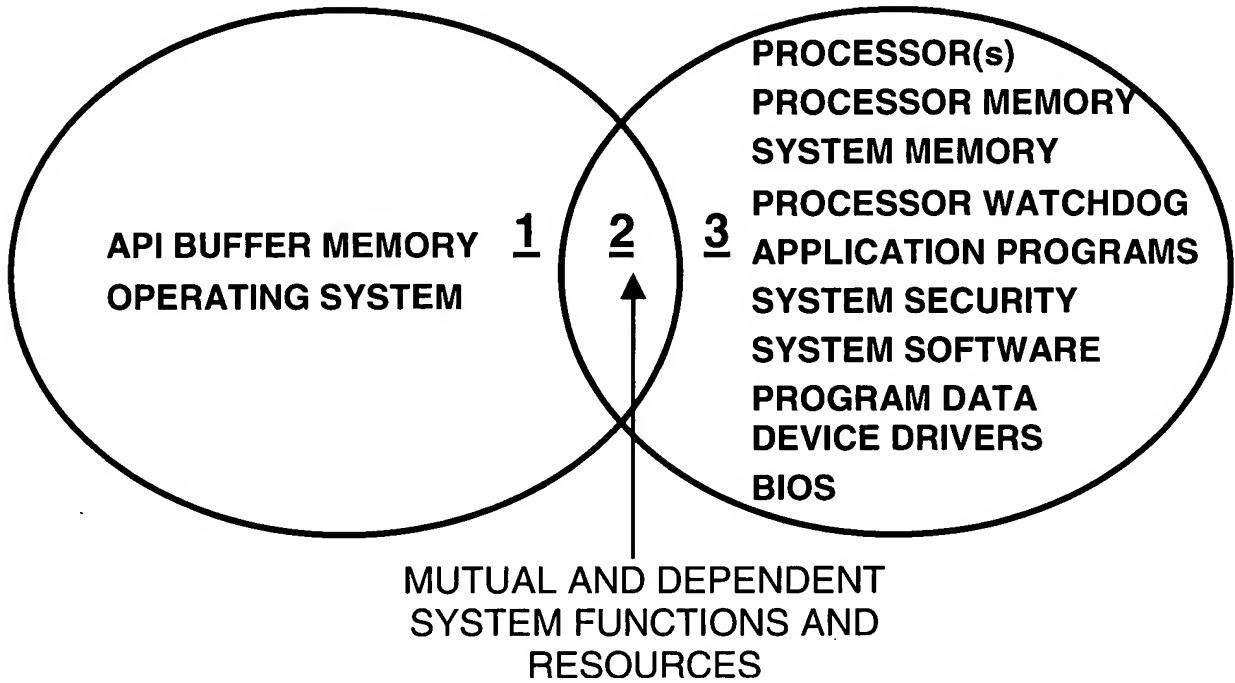 API BUFFER MEMORY
OPERATING SYSTEM
1
2
3
PROCESSOR(s)
PROCESSOR MEMORY
SYSTEM MEMORY
PROCESSOR WATCHDOG
APPLICATION PROGRAMS
SYSTEM SECURITY
SYSTEM SOFTWARE
PROGRAM DATA
DEVICE DRIVERS
BIOS
MUTUAL AND DEPENDENT
SYSTEM FUNCTIONS AND
RESOURCES